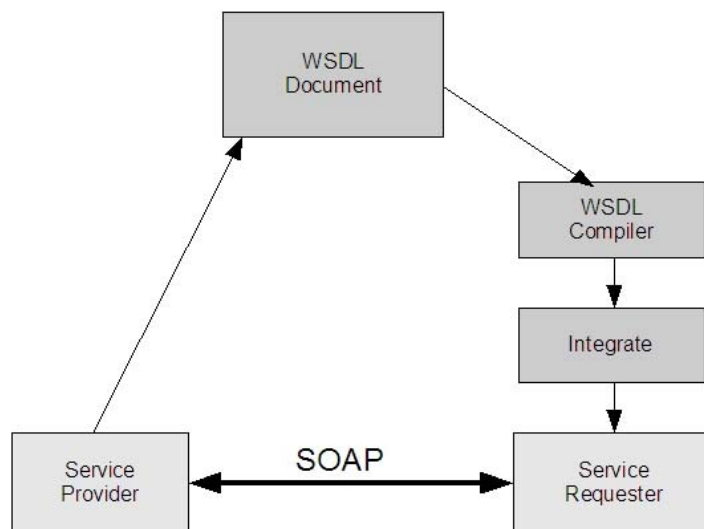 WSDL
Document
WSDL
Compiler
Integrate
SOAP
Service
Provider
Service
Requester